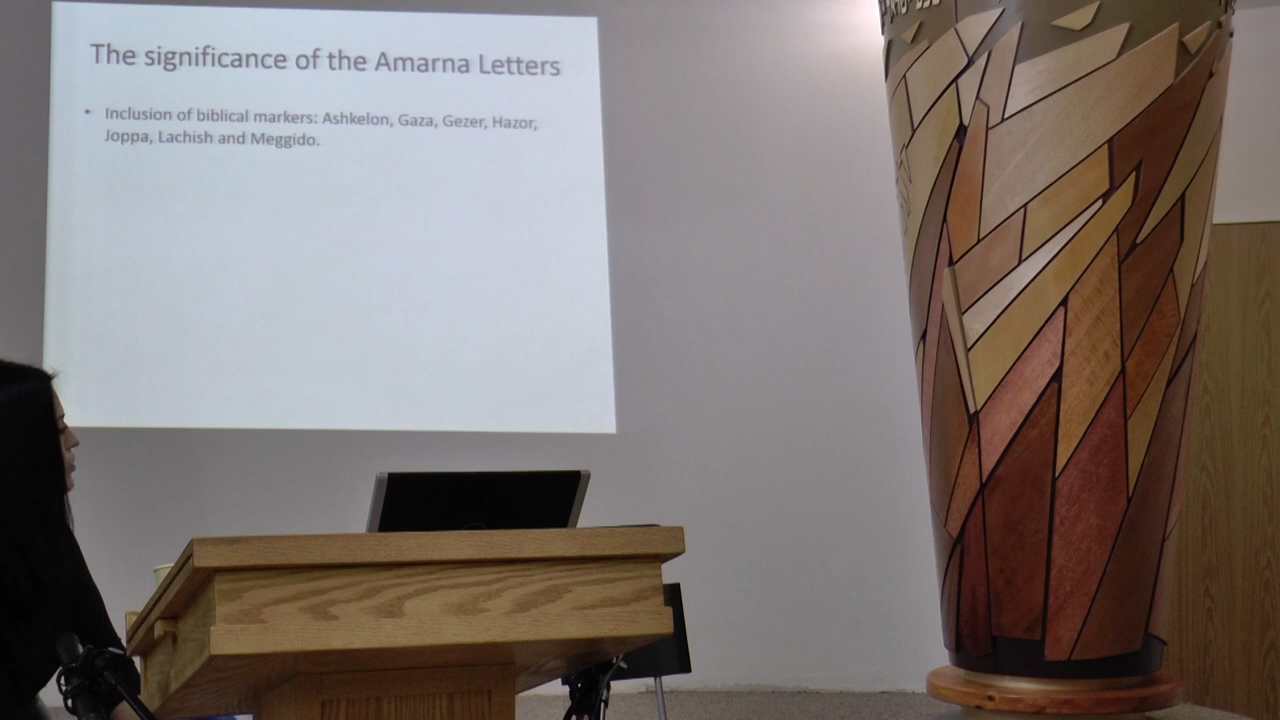 The significance of the Amarna Letters
• Inclusion of biblical markers: Ashkelon, Gaza, Gezer, Hazor,
Joppa, Lachish and Meggido.